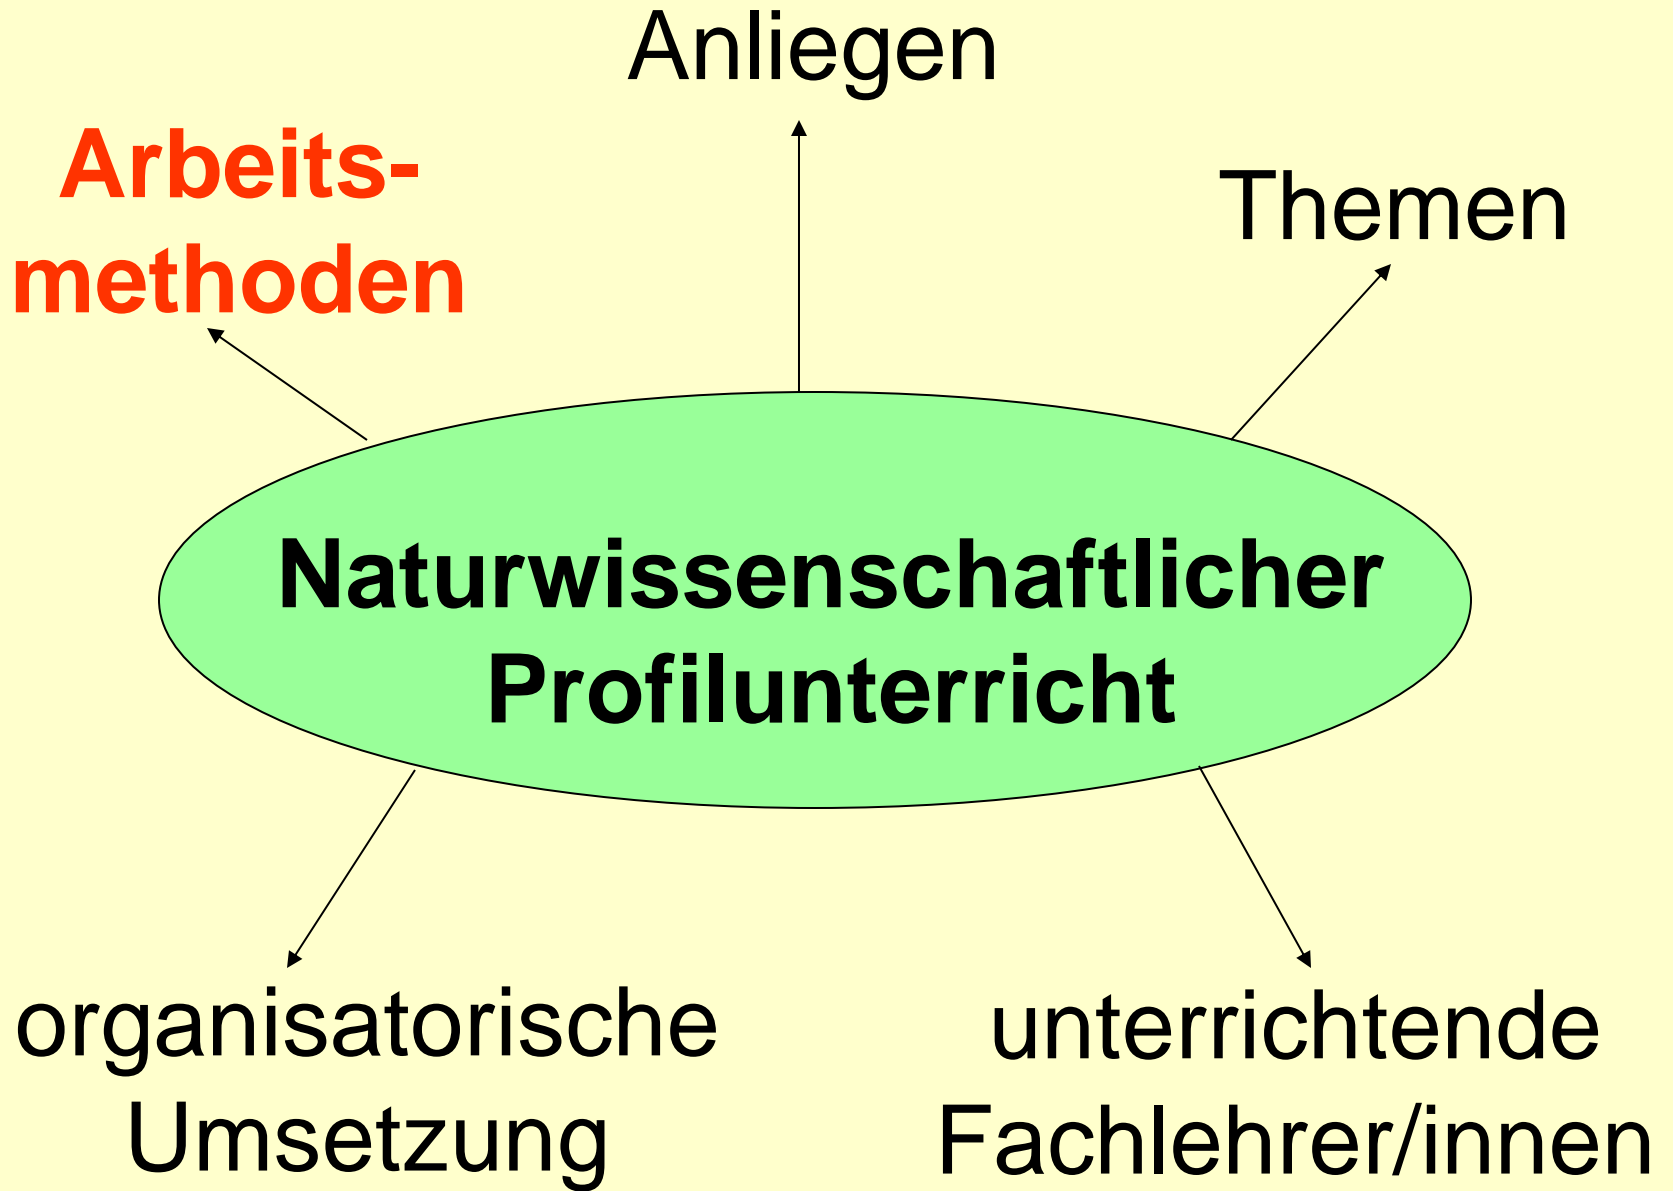 Anliegen
Arbeits-
methoden
Themen
Naturwissenschaftlicher
Profilunterricht
organisatorische
Umsetzung
unterrichtende
Fachlehrer/innen